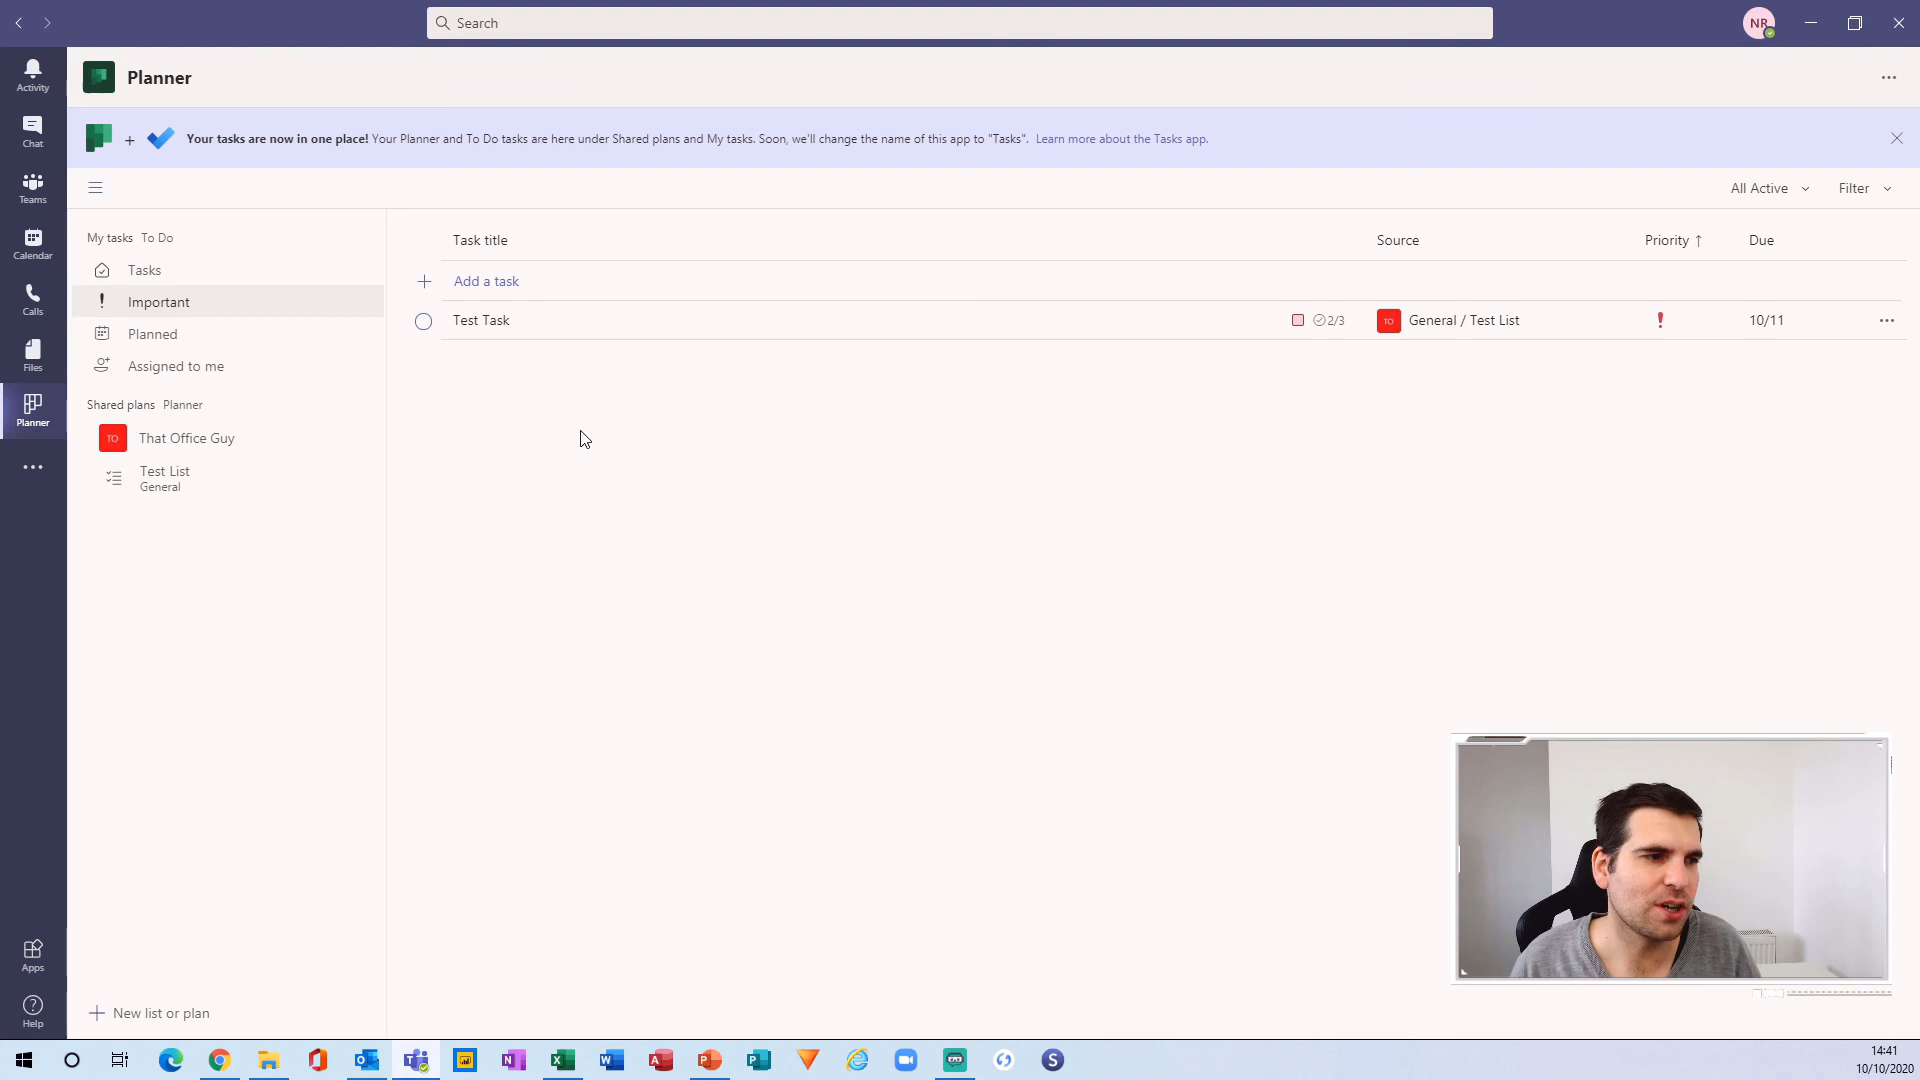 Search
NR
Activity
Chat
Teams
Calendar
Calls
Files
Planner
Apps
Help
Planner
Your tasks are now in one place! Your Planner and To Do tasks are here under Shared plans and My tasks. Soon, we'll change the name of this app to "Tasks". Learn more about the Tasks app.
All Active
Filter
My tasks To Do
Tasks
Important
Planned
Assigned to me
Shared plans Planner
TO That Office Guy
Test List
General
New list or plan
Task title Source Priority ↑ Due
Add a task
Test Task 2/3 TO General / Test List 10/11
14:41
10/10/2020